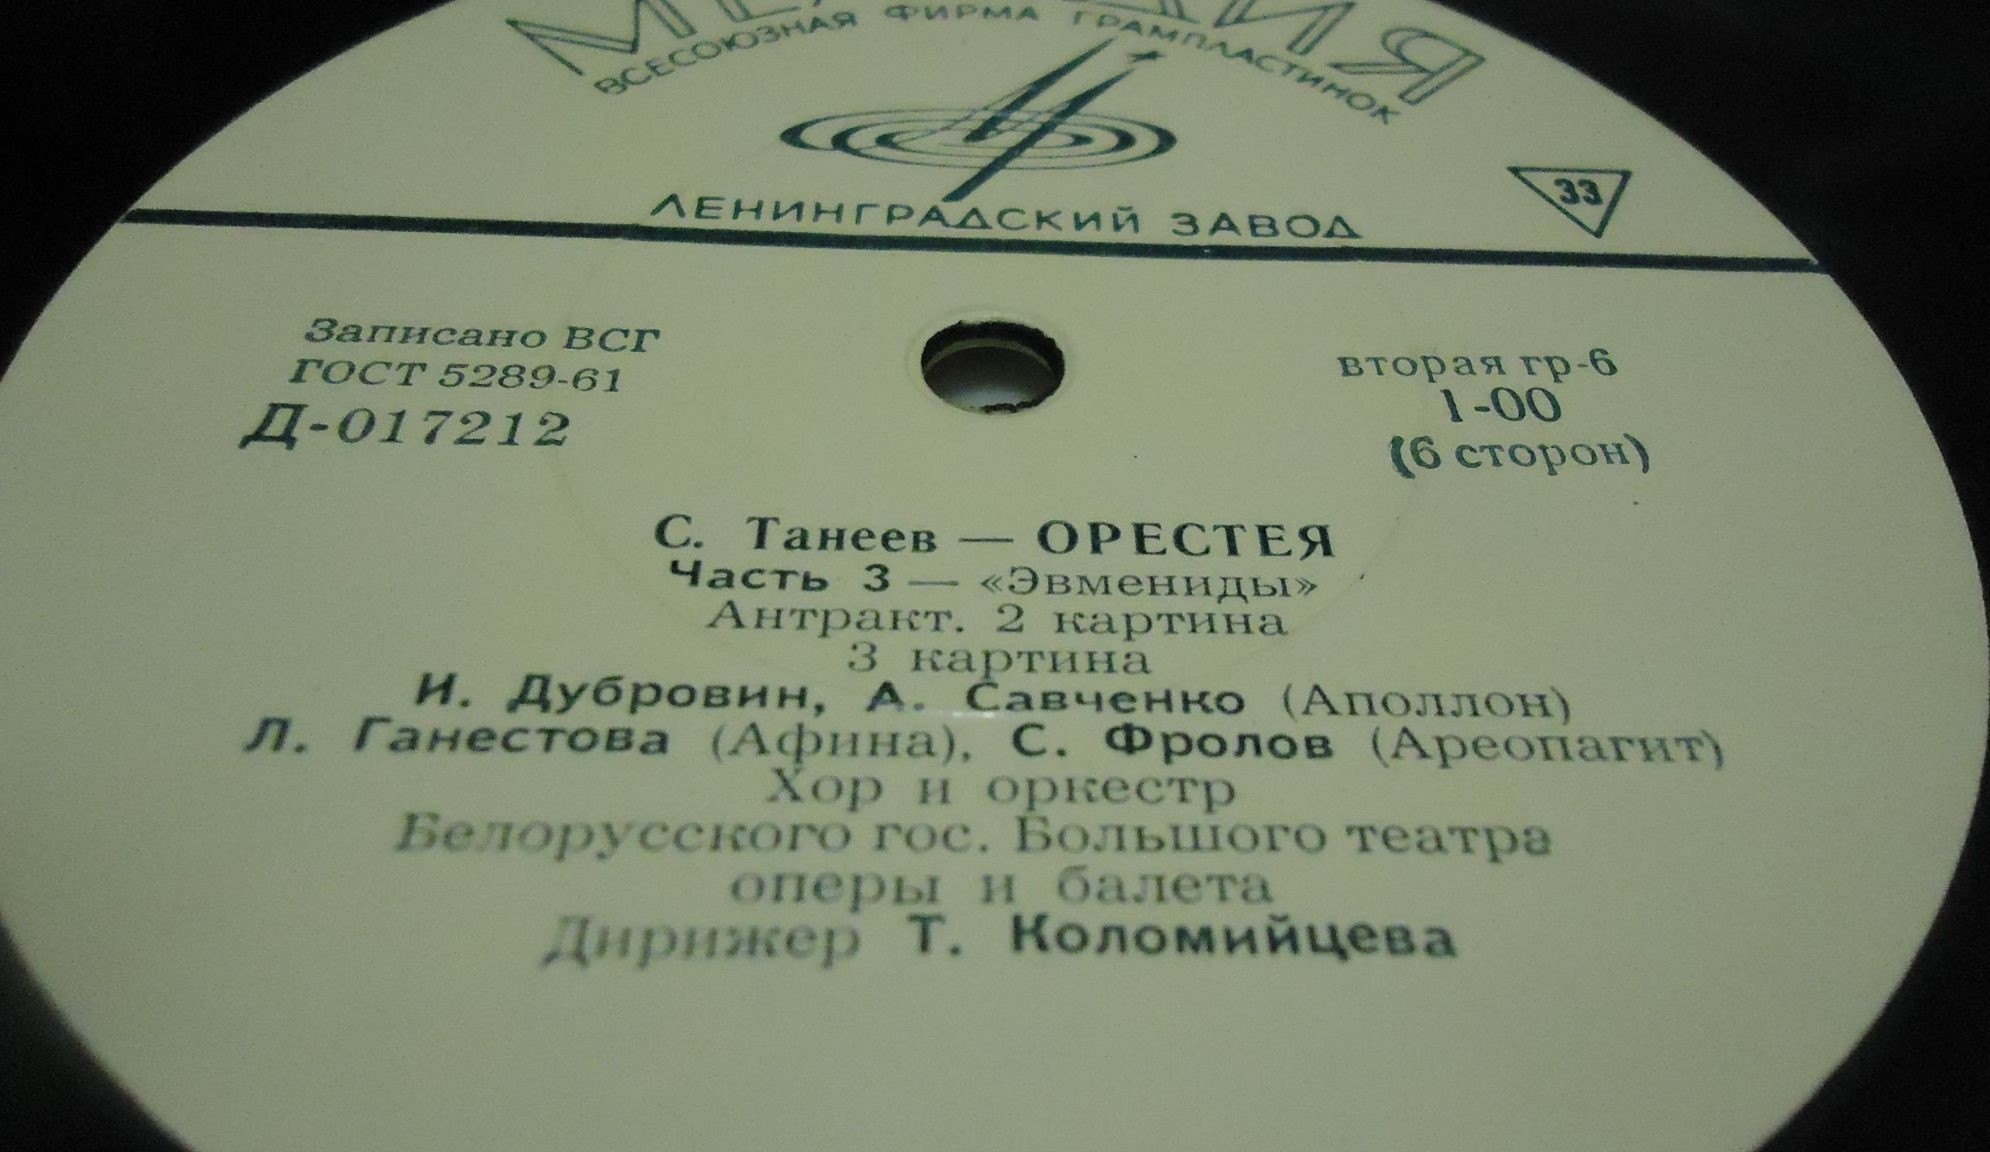 ВСЕСОЮЗНАЯ ФИРМА ГРАМПЛАСТИНОК
ЛЕНИНГРАДСКИЙ ЗАВОД
33
Записано ВСГ
ГОСТ 5289-61
Д-017212
вторая гр-б
1-00
(6 сторон)
С. Танеев — ОРЕСТЕЯ
Часть 3 — «Эвмениды»
Антракт. 2 картина
3 картина
И. Дубровин, А. Савченко (Аполлон)
Л. Ганестова (Афина), С. Фролов (Ареопагит)
Хор и оркестр
Белорусского гос. Большого театра
оперы и балета
Дирижер Т. Коломийцева